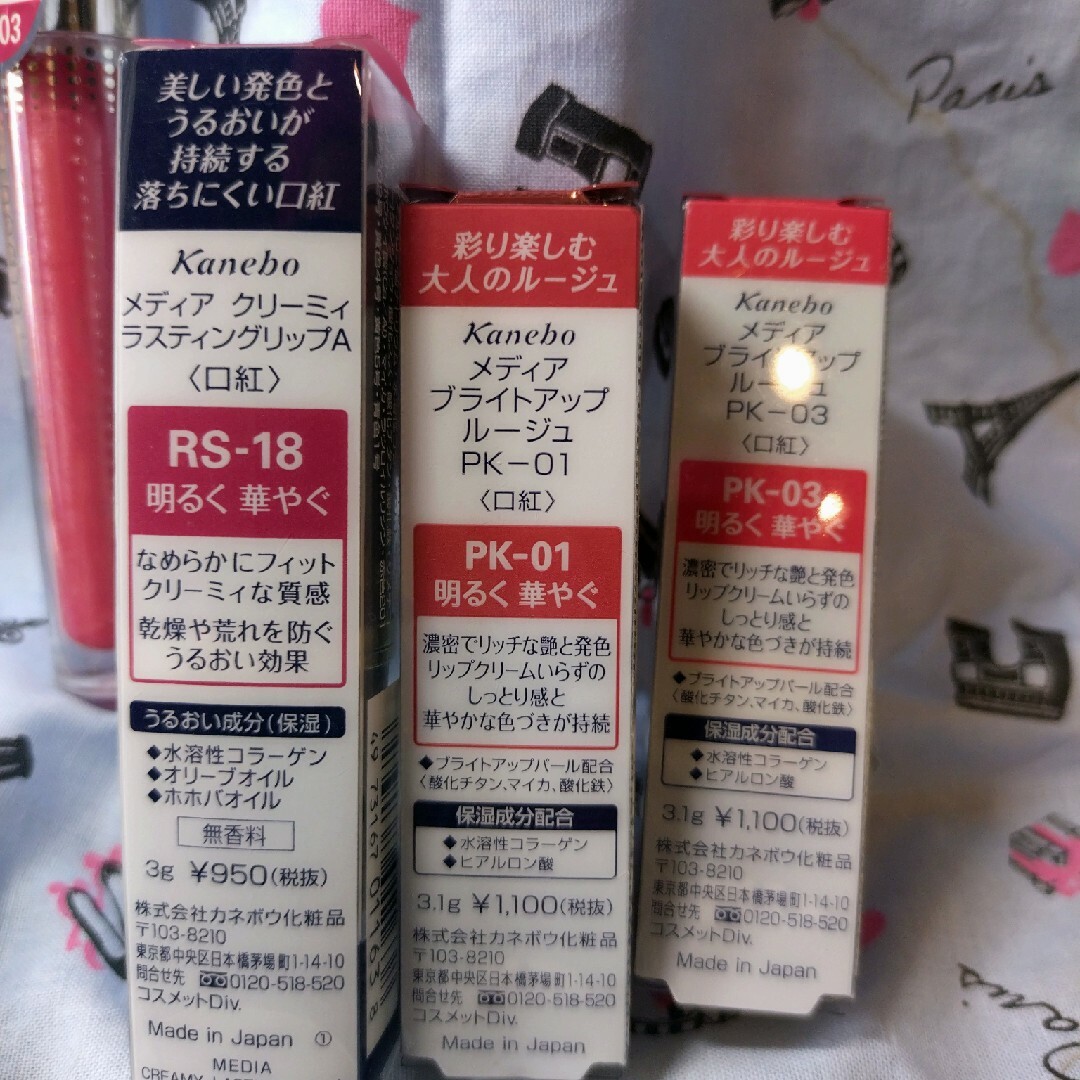 03
美しい発色と
うるおいが
持続する
落ちにくい口紅
Kanebo
メディア クリーミィ
ラスティングリップA
〈口紅〉
RS-18
明るく 華やぐ
なめらかにフィット
クリーミィな質感
乾燥や荒れを防ぐ
うるおい効果
うるおい成分(保湿)
◆水溶性コラーゲン
◆オリーブオイル
◆ホホバオイル
無香料
3g ¥950(税抜)
株式会社カネボウ化粧品
〒103-8210
東京都中央区日本橋茅場町1-14-10
問合せ先 0120-518-520
コスメットDiv.
Made in Japan ①
MEDIA
CREAMY
彩り楽しむ
大人のルージュ
Kanebo
メディア
ブライトアップ
ルージュ
PK-01
〈口紅〉
PK-01
明るく 華やぐ
濃密でリッチな艶と発色
リップクリームいらずの
しっとり感と
華やかな色づきが持続
◆ブライトアップパール配合
〈酸化チタン、マイカ、酸化鉄〉
保湿成分配合
◆水溶性コラーゲン
◆ヒアルロン酸
3.1g ¥1,100(税抜)
株式会社カネボウ化粧品
〒103-8210
東京都中央区日本橋茅場町1-14-10
問合せ先 0120-518-520
コスメットDiv.
Made in Japan
彩り楽しむ
大人のルージュ
Kanebo
メディア
ブライトアップ
ルージュ
PK-03
〈口紅〉
PK-03
明るく 華やぐ
濃密でリッチな艶と発色
リップクリームいらずの
しっとり感と
華やかな色づきが持続
◆ブライトアップパール配合
〈酸化チタン、マイカ、酸化鉄〉
保湿成分配合
◆水溶性コラーゲン
◆ヒアルロン酸
3.1g ¥1,100(税抜)
株式会社カネボウ化粧品
〒103-8210
東京都中央区日本橋茅場町1-14-10
問合せ先 0120-518-520
コスメットDiv.
Made in Japan
Paris